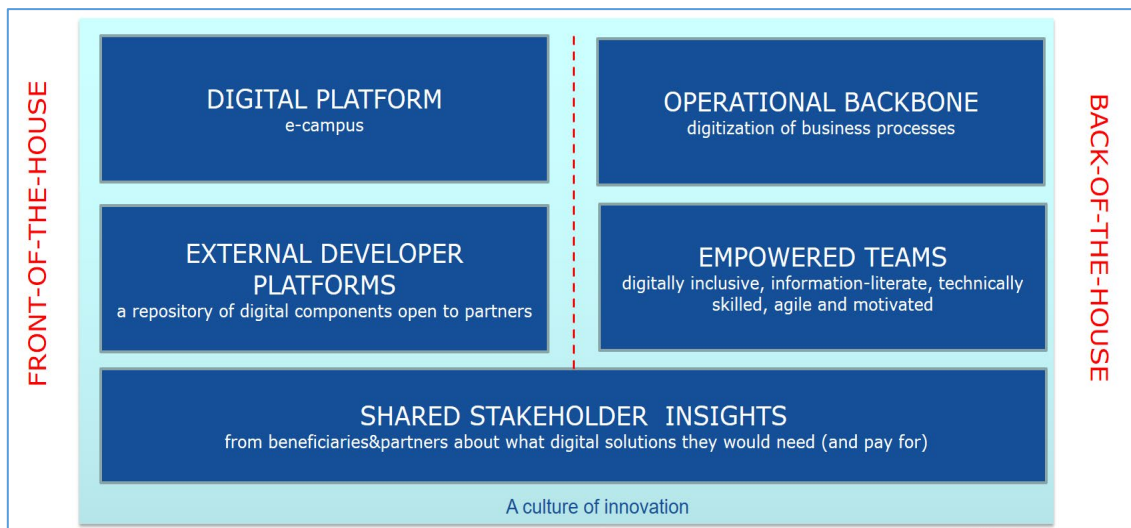 FRONT-OF-THE-HOUSE
DIGITAL PLATFORM
e-campus
OPERATIONAL BACKBONE
digitization of business processes
EXTERNAL DEVELOPER
PLATFORMS
a repository of digital components open to partners
EMPOWERED TEAMS
digitally inclusive, information-literate, technically
skilled, agile and motivated
SHARED STAKEHOLDER INSIGHTS
from beneficiaries&partners about what digital solutions they would need (and pay for)
A culture of innovation
BACK-OF-THE-HOUSE